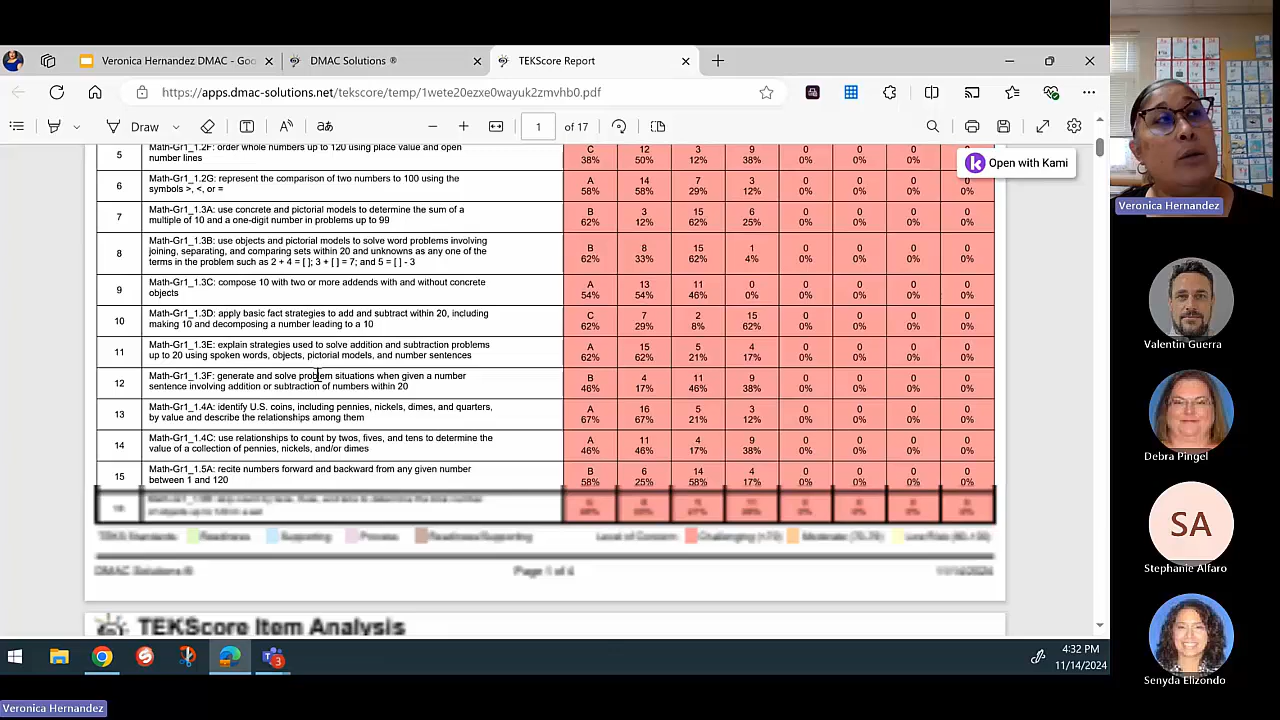 Veronica Hernandez DMAC - Goo
DMAC Solutions ®
TEKScore Report
https://apps.dmac-solutions.net/tekscore/temp/1wete20ezxe0wayuk2zmvhb0.pdf
Draw
1
Open with Kami
5 Math-Gr1_1.2F: order whole numbers up to 120 using place value and open
number lines
C 12 3 9 0 0 0 0
38% 50% 12% 38% 0% 0% 0% 0%
6 Math-Gr1_1.2G: represent the comparison of two numbers to 100 using the
symbols >, <, or =
A 14 7 3 0 0 0 0
58% 58% 29% 12% 0% 0% 0% 0%
7 Math-Gr1_1.3A: use concrete and pictorial models to determine the sum of a
multiple of 10 and a one-digit number in problems up to 99
B 3 15 6 0 0 0 0
62% 12% 62% 25% 0% 0% 0% 0%
8 Math-Gr1_1.3B: use objects and pictorial models to solve word problems involving
joining, separating, and comparing sets within 20 and unknowns as any one of the
terms in the problem such as 2 + 4 = [ ]; 3 + [ ] = 7; and 5 = [ ] - 3
B 8 15 1 0 0 0 0
62% 33% 62% 4% 0% 0% 0% 0%
9 Math-Gr1_1.3C: compose 10 with two or more addends with and without concrete
objects
A 13 11 0 0 0 0 0
54% 54% 46% 0% 0% 0% 0% 0%
10 Math-Gr1_1.3D: apply basic fact strategies to add and subtract within 20, including
making 10 and decomposing a number leading to a 10
C 7 2 15 0 0 0 0
62% 29% 8% 62% 0% 0% 0% 0%
11 Math-Gr1_1.3E: explain strategies used to solve addition and subtraction problems
up to 20 using spoken words, objects, pictorial models, and number sentences
A 15 5 4 0 0 0 0
62% 62% 21% 17% 0% 0% 0% 0%
12 Math-Gr1_1.3F: generate and solve problem situations when given a number
sentence involving addition or subtraction of numbers within 20
B 4 11 9 0 0 0 0
46% 17% 46% 38% 0% 0% 0% 0%
13 Math-Gr1_1.4A: identify U.S. coins, including pennies, nickels, dimes, and quarters,
by value and describe the relationships among them
A 16 5 3 0 0 0 0
67% 67% 21% 12% 0% 0% 0% 0%
14 Math-Gr1_1.4C: use relationships to count by twos, fives, and tens to determine the
value of a collection of pennies, nickels, and/or dimes
A 11 4 9 0 0 0 0
46% 46% 17% 38% 0% 0% 0% 0%
15 Math-Gr1_1.5A: recite numbers forward and backward from any given number
between 1 and 120
B 6 14 4 0 0 0 0
58% 25% 58% 17% 0% 0% 0% 0%
TEKS Standards Readiness Supporting Process Readiness/Supporting Level of Concern:
DMAC Solutions ® Page 1 of 4 11/14/2024
TEKScore Item Analysis
4:32 PM
11/14/2024
3
Veronica Hernandez
Valentin Guerra
Debra Pingel
SA
Stephanie Alfaro
Senyda Elizondo
Veronica Hernandez